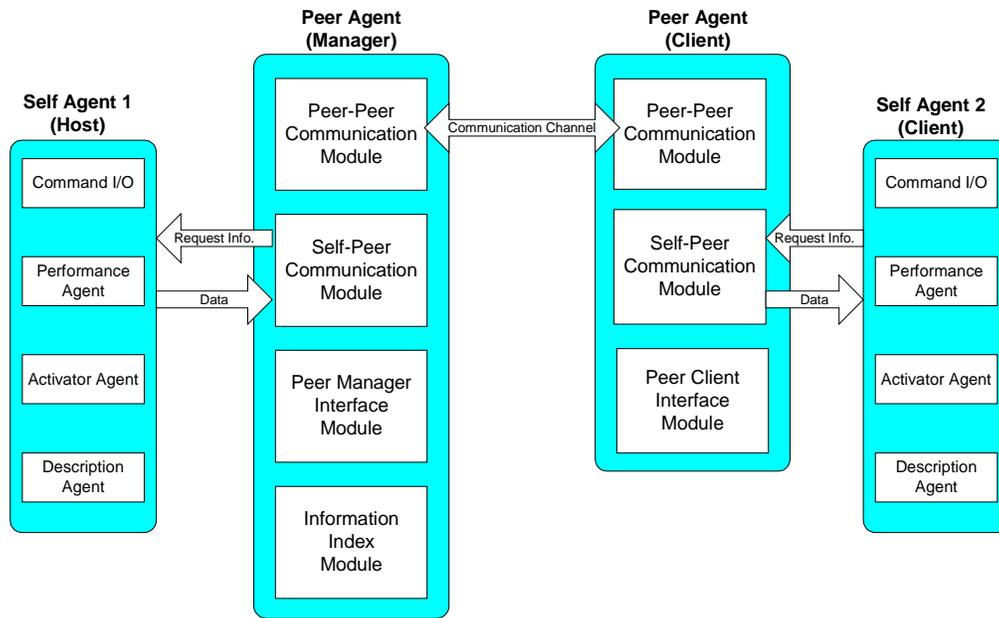 Peer Agent
(Manager)
Peer Agent
(Client)
Self Agent 1
(Host)
Self Agent 2
(Client)
Peer-Peer
Communication
Module
Communication Channel
Peer-Peer
Communication
Module
Command I/O
Command I/O
Request Info.
Self-Peer
Communication
Module
Self-Peer
Communication
Module
Request Info.
Performance
Agent
Data
Data
Performance
Agent
Activator Agent
Peer Manager
Interface
Module
Peer Client
Interface
Module
Activator Agent
Description
Agent
Information
Index
Module
Description
Agent